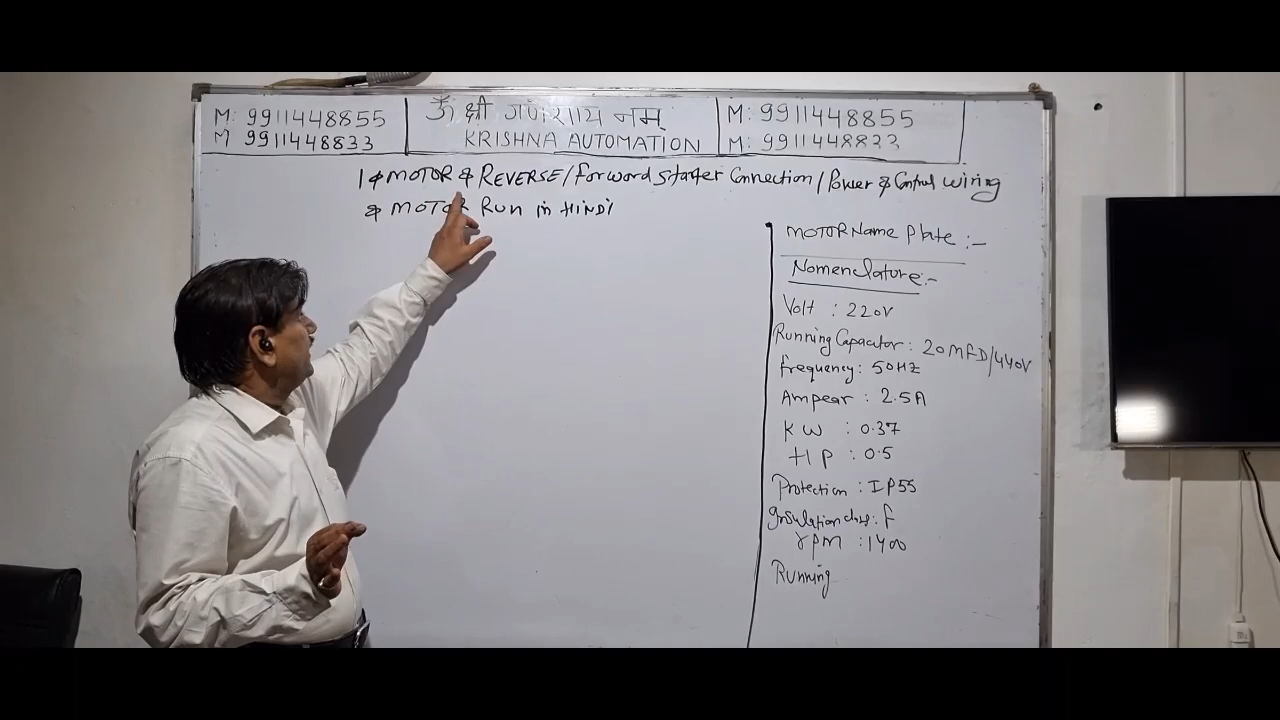 M: 9911448855
M 9911448833
ॐ श्री गणेशाय नमः
KRISHNA AUTOMATION
M: 9911448855
M: 9911448833
1φ MOTOR & REVERSE/Forword Starter Connection/Power & Control wiring
& MOTOR RUN in HINDI
MOTOR Name Plate :-
Nomenclature:-
Volt : 220V
Running Capacitor : 20MFD/440V
frequency : 50HZ
Ampear : 2.5A
KW : 0.37
HP : 0.5
Protection : IP55
Insulation class : F
rpm : 1400
Running